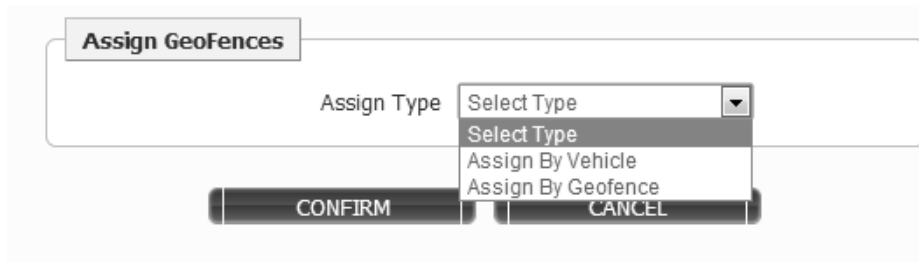 Assign GeoFences
Assign Type Select Type
Select Type
Assign By Vehicle
Assign By Geofence
CONFIRM CANCEL